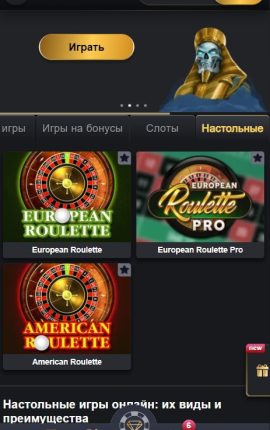 Играть
игры
Игры на бонусы
Слоты
Настольные
EUROPEAN
ROULETTE
European Roulette
EUROPEAN
Roulette
PRO
European Roulette Pro
AMERICAN
ROULETTE
American Roulette
new
Настольные игры онлайн: их виды и
преимущества
6